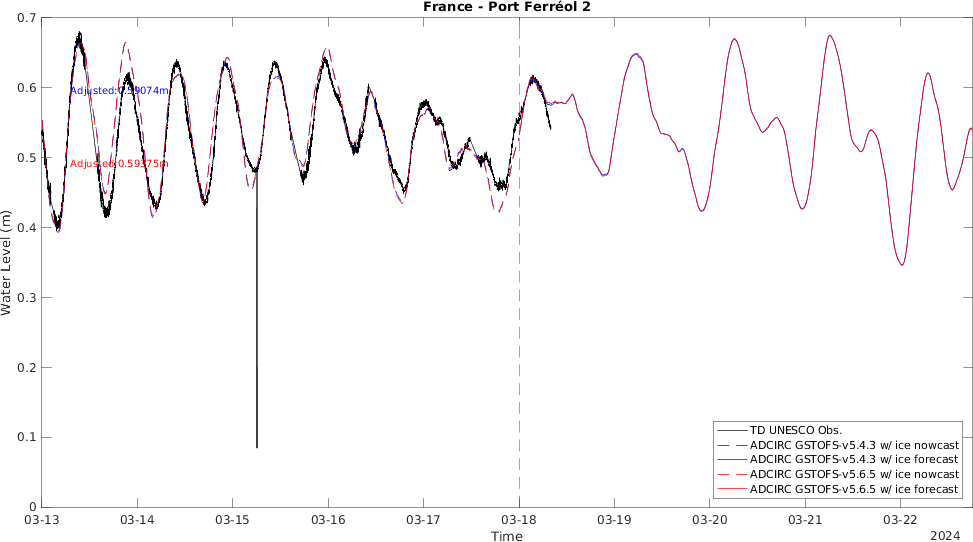 France - Port Ferréol 2
0.7
0.6
0.5
0.4
0.3
0.2
0.1
0
Water Level (m)
Adjusted:0.59074m
Adjusted:0.59375m
TD UNESCO Obs.
ADCIRC GSTOFS-v5.4.3 w/ ice nowcast
ADCIRC GSTOFS-v5.4.3 w/ ice forecast
ADCIRC GSTOFS-v5.6.5 w/ ice nowcast
ADCIRC GSTOFS-v5.6.5 w/ ice forecast
03-13 03-14 03-15 03-16 03-17 03-18 03-19 03-20 03-21 03-22
Time
2024